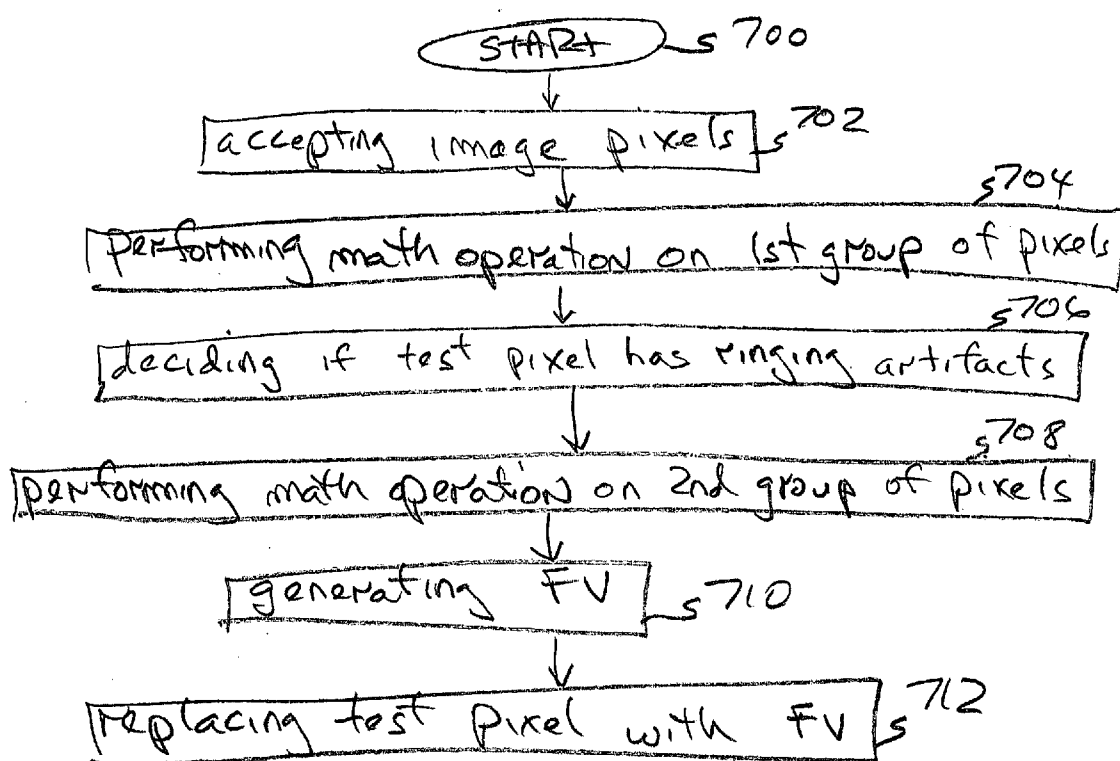 START 700
accepting image pixels 702
704
performing math operation on 1st group of pixels
706
deciding if test pixel has ringing artifacts
708
performing math operation on 2nd group of pixels
generating FV 710
replacing test pixel with FV 712